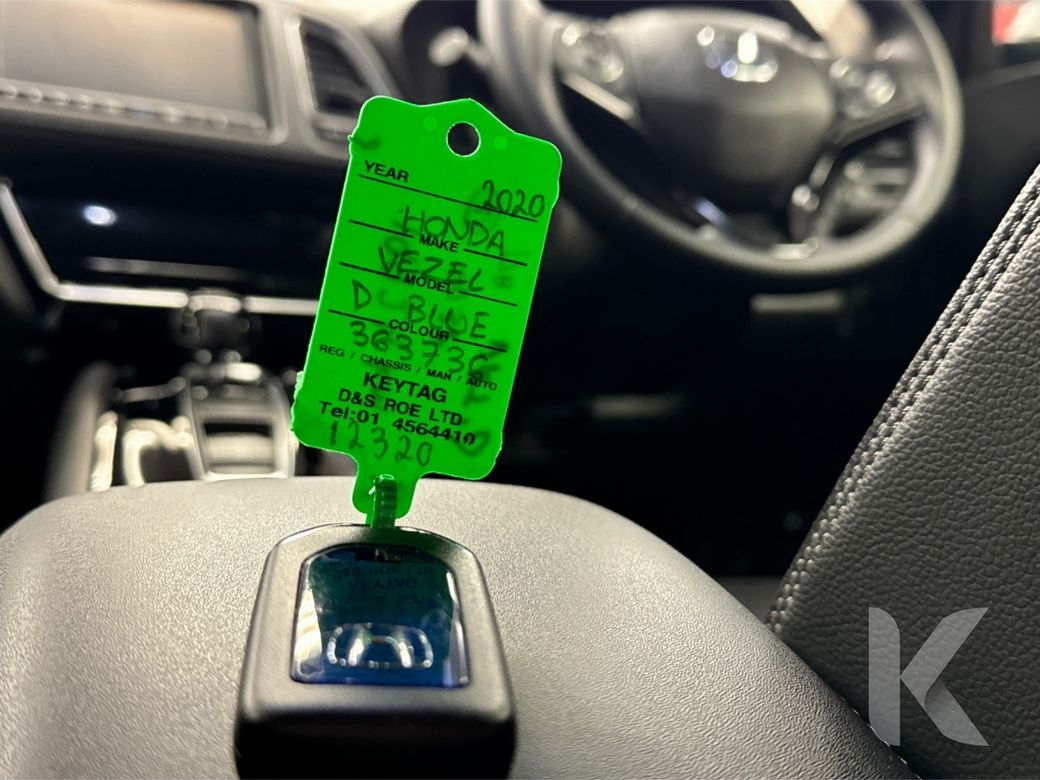 YEAR 2020
HONDA
MAKE
VEZEL
MODEL
D BLUE
COLOUR
363736
REG / CHASSIS / MAN / AUTO
KEYTAG
D&S ROE LTD
Tel:01 4564410
12320
K